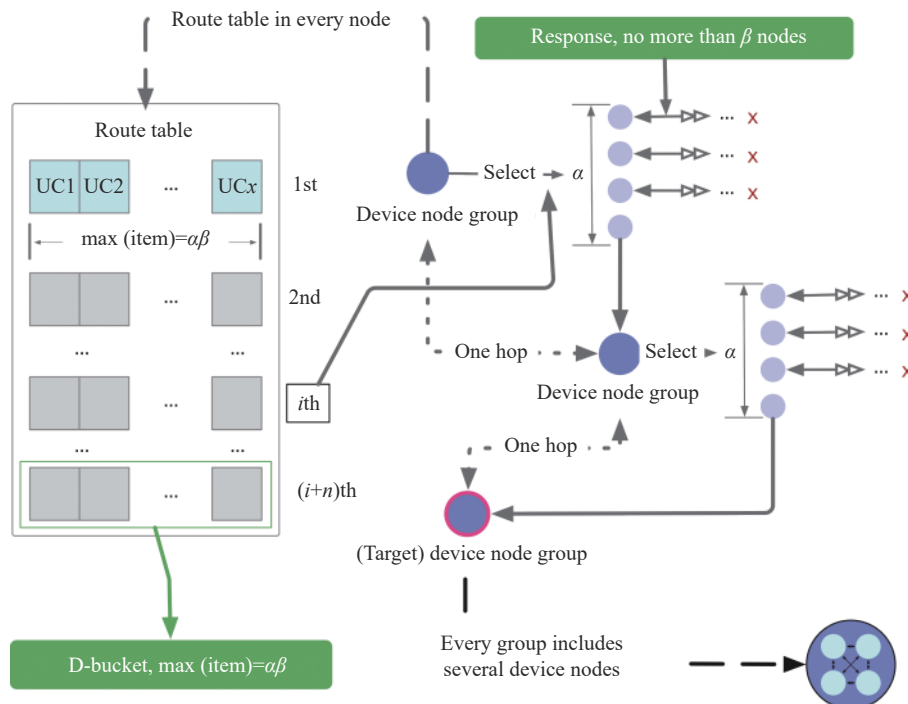 Route table in every node
Response, no more than β nodes
Route table
UC1 UC2 ... UCx 1st
max (item)=αβ
... 2nd
... ...
... ith
... ...
... (i+n)th
D-bucket, max (item)=αβ
Select α
Device node group
... x
... x
... x
One hop
Select α
Device node group
... x
... x
... x
One hop
(Target) device node group
Every group includes
several device nodes